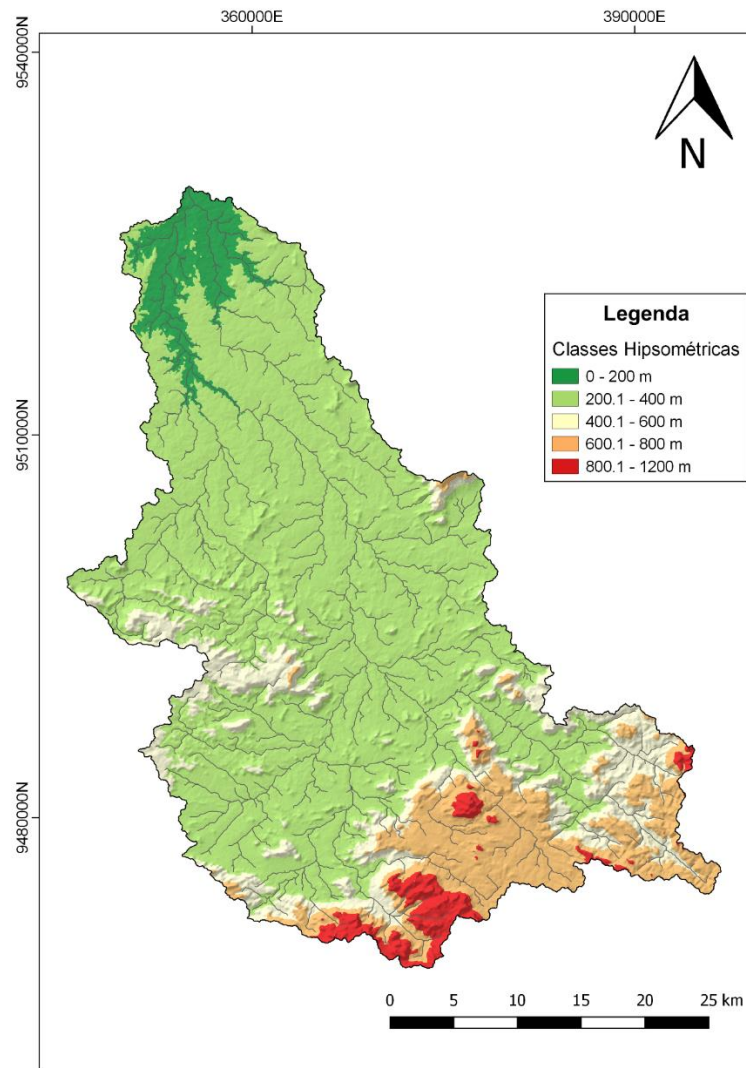 360000E 390000E
9540000N
N
Legenda
Classes Hipsométricas
0 - 200 m
200.1 - 400 m
400.1 - 600 m
600.1 - 800 m
800.1 - 1200 m
9510000N
9480000N
0 5 10 15 20 25 km